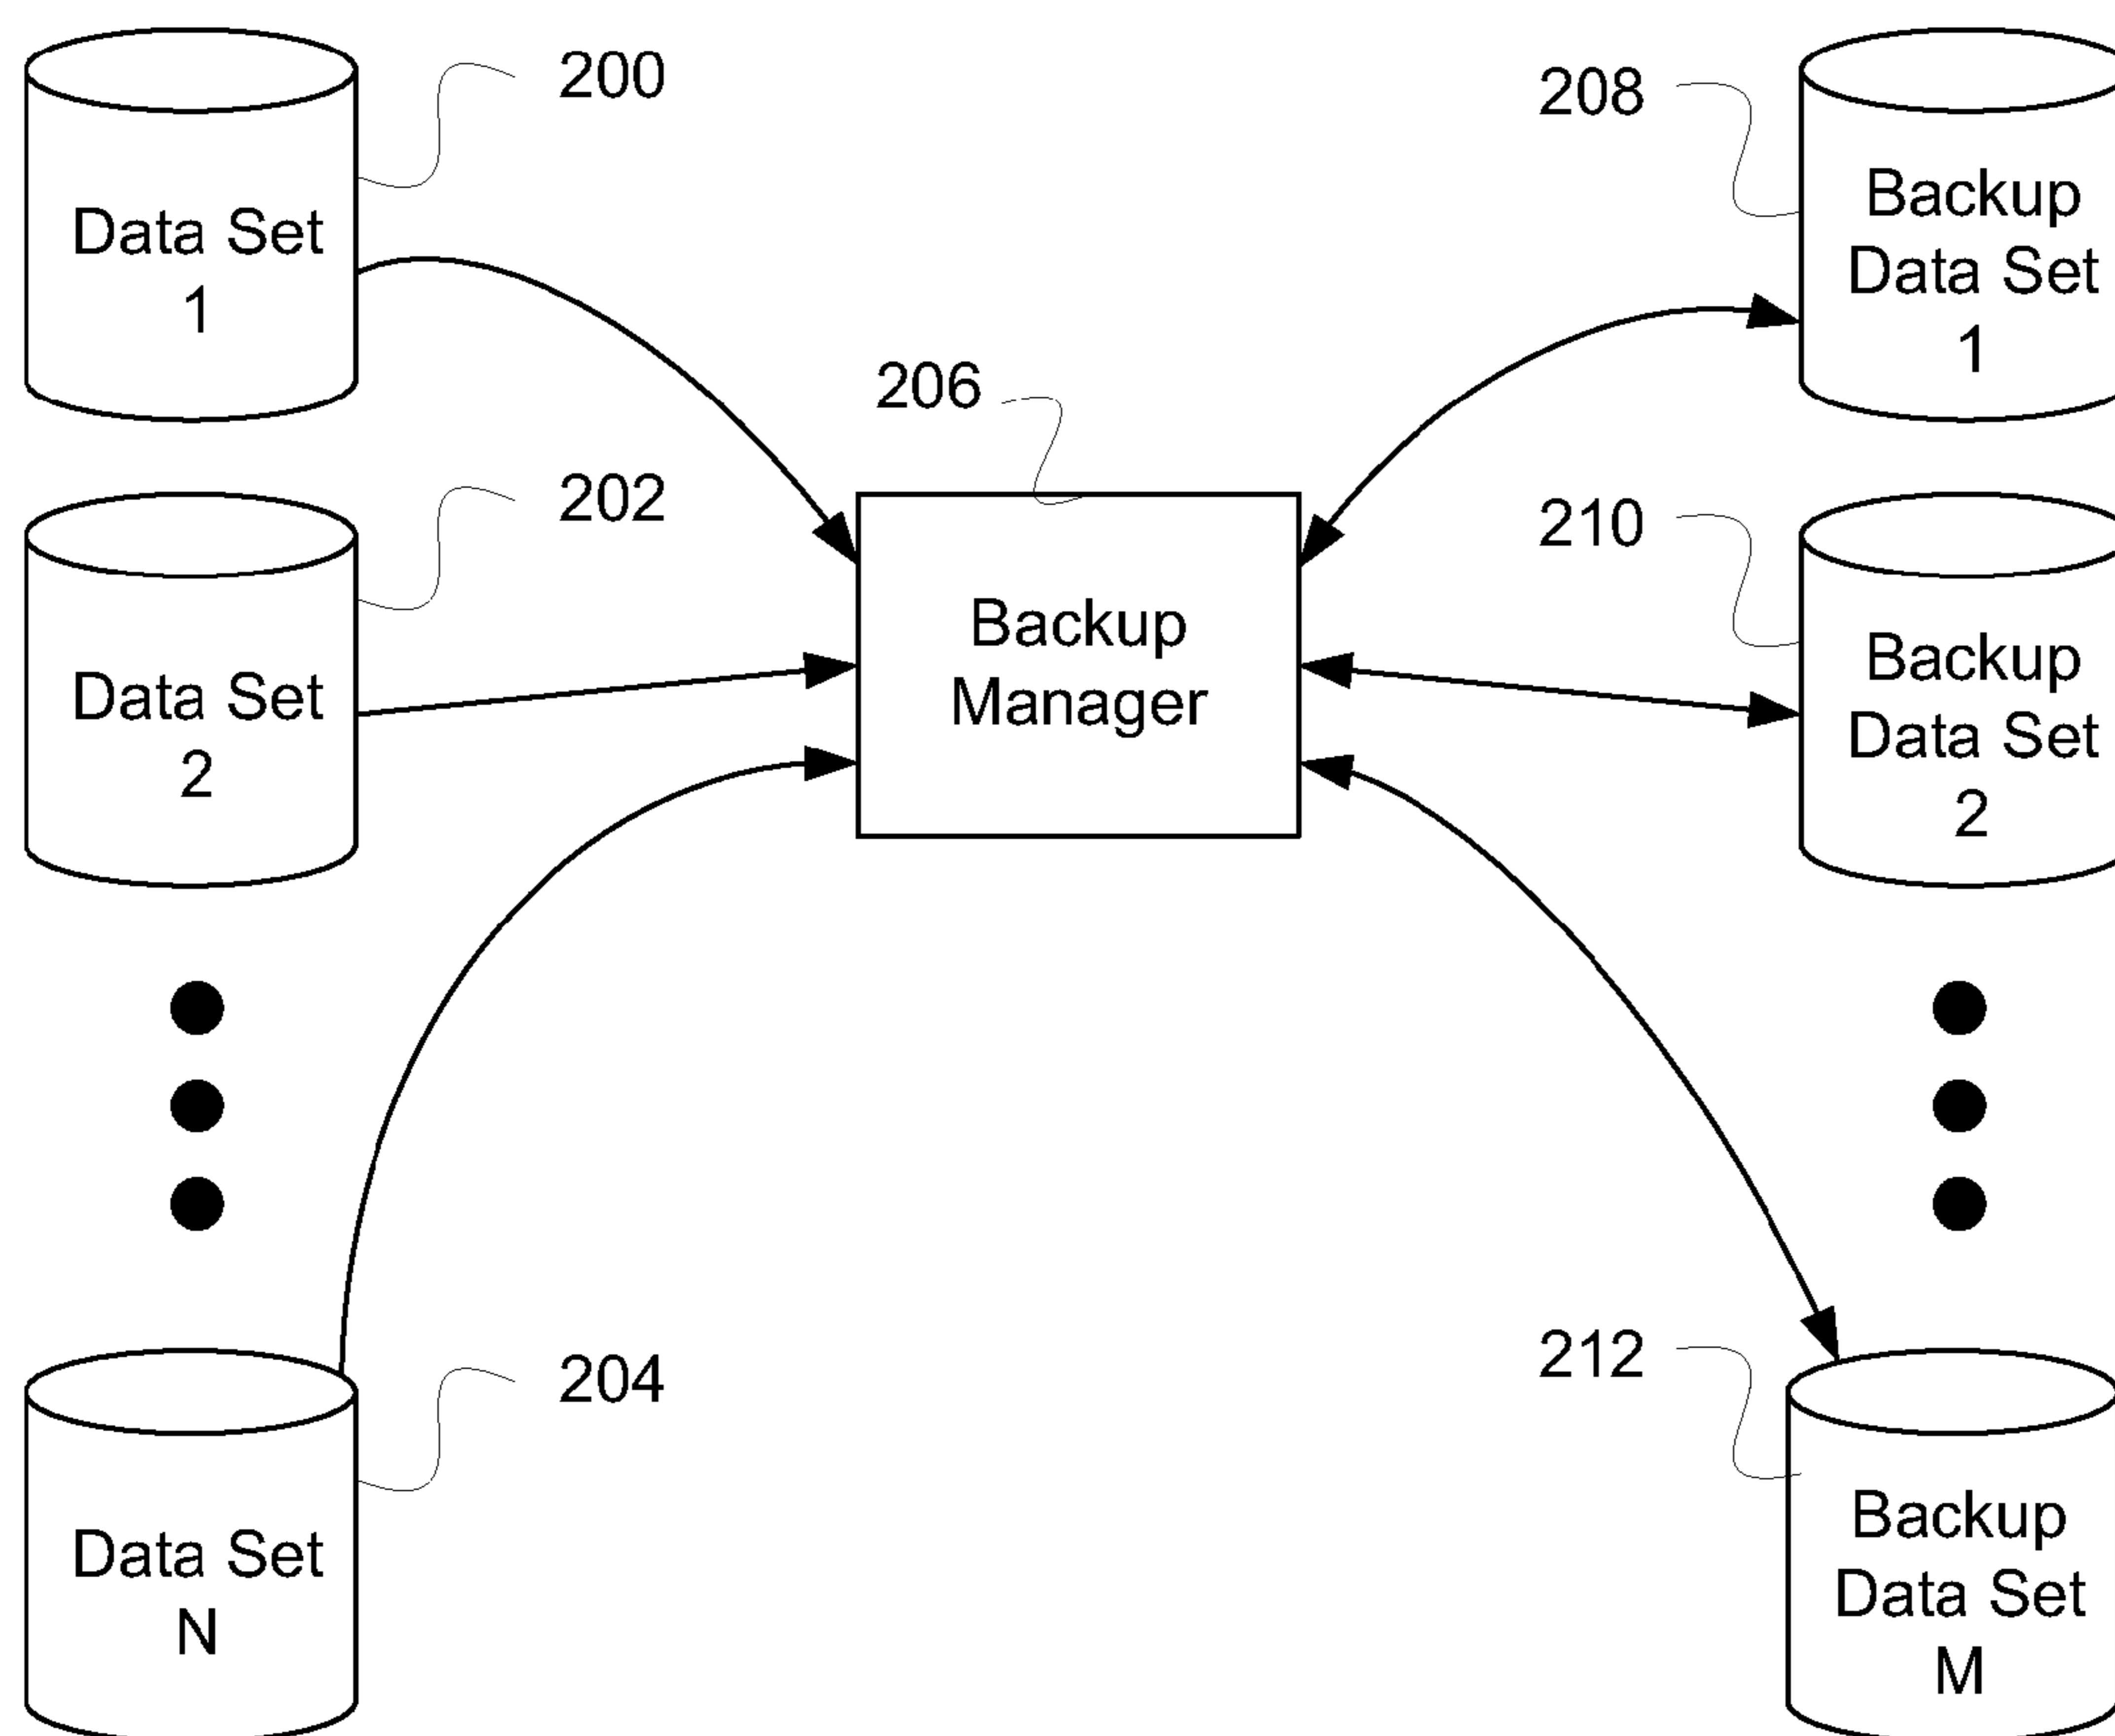 200
Data Set
1
202
Data Set
2
204
Data Set
N
206
Backup
Manager
208
Backup
Data Set
1
210
Backup
Data Set
2
212
Backup
Data Set
M